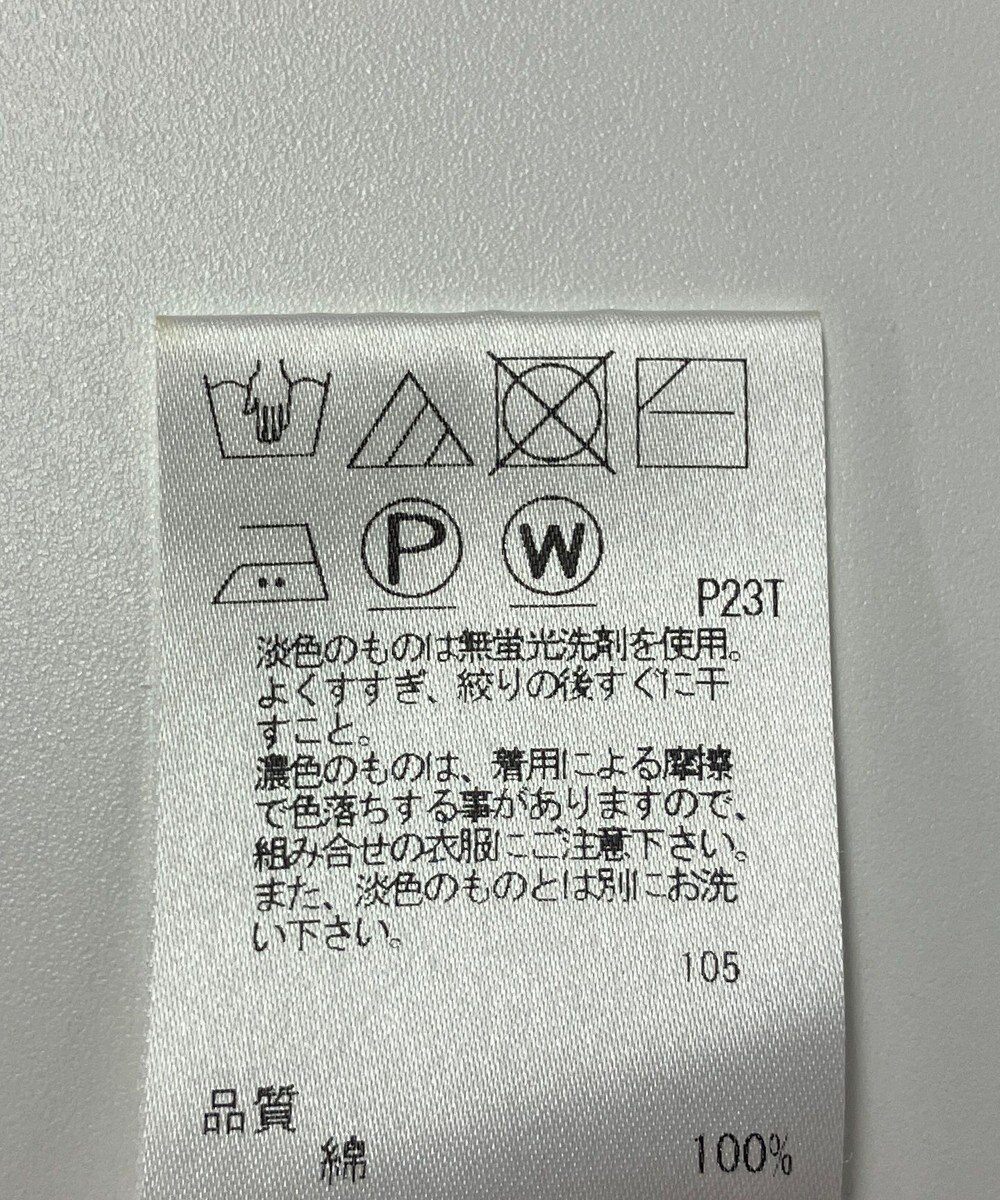 P
W
P23T
淡色のものは無蛍光洗剤を使用。
よくすすぎ、絞りの後すぐに干
すこと。
濃色のものは、着用による摩擦
で色落ちする事がありますので、
組み合せの衣服にご注意下さい。
また、淡色のものとは別にお洗
い下さい。
105
品質
綿 100%